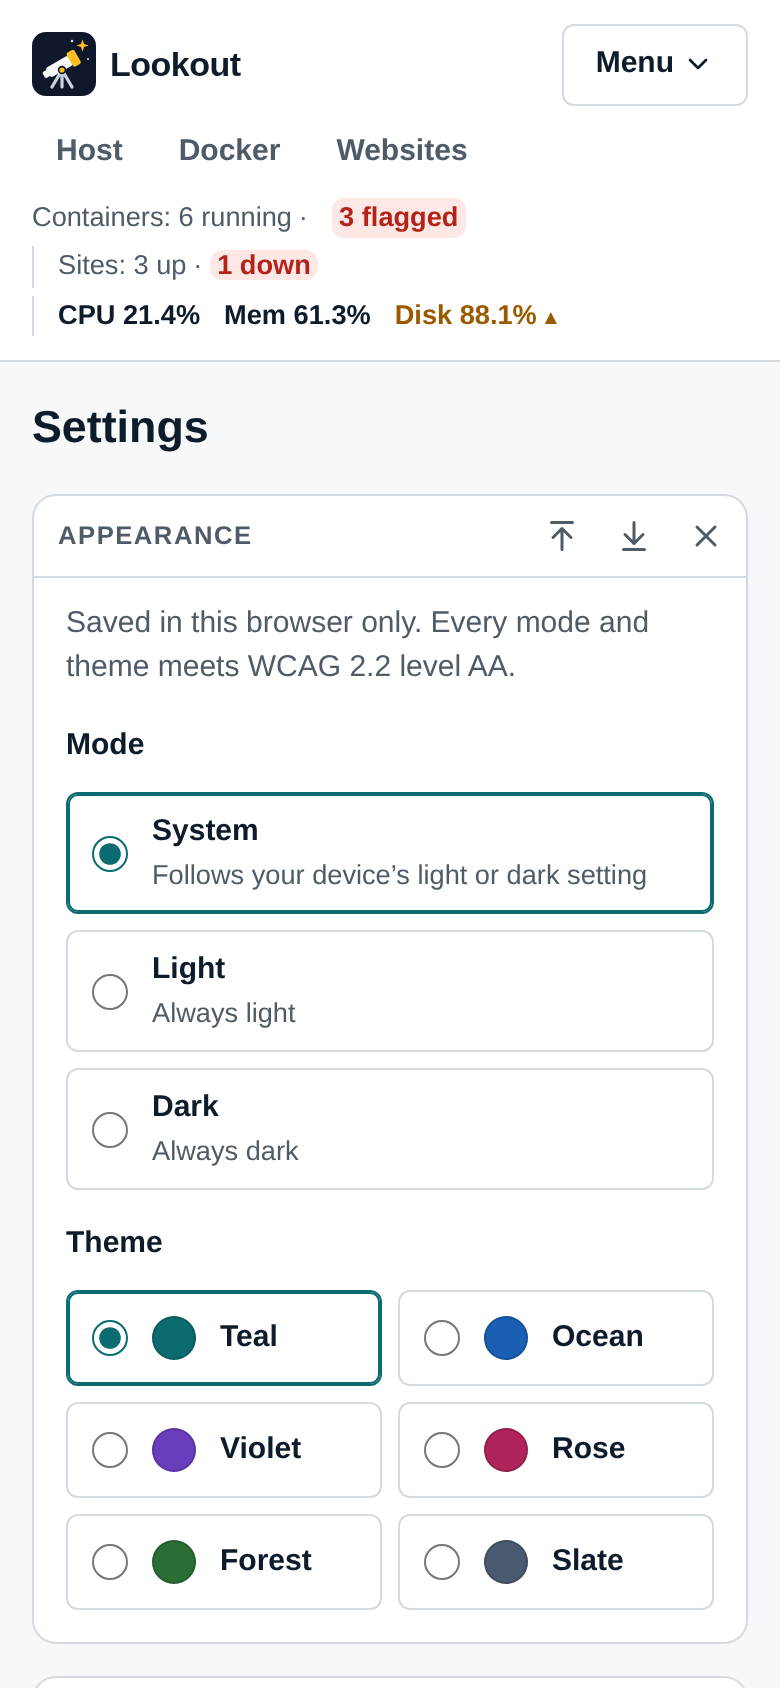 Lookout
Menu
Host Docker Websites
Containers: 6 running · 3 flagged
Sites: 3 up · 1 down
CPU 21.4% Mem 61.3% Disk 88.1% ▲
Settings
APPEARANCE
Saved in this browser only. Every mode and
theme meets WCAG 2.2 level AA.
Mode
System
Follows your device’s light or dark setting
Light
Always light
Dark
Always dark
Theme
Teal
Ocean
Violet
Rose
Forest
Slate